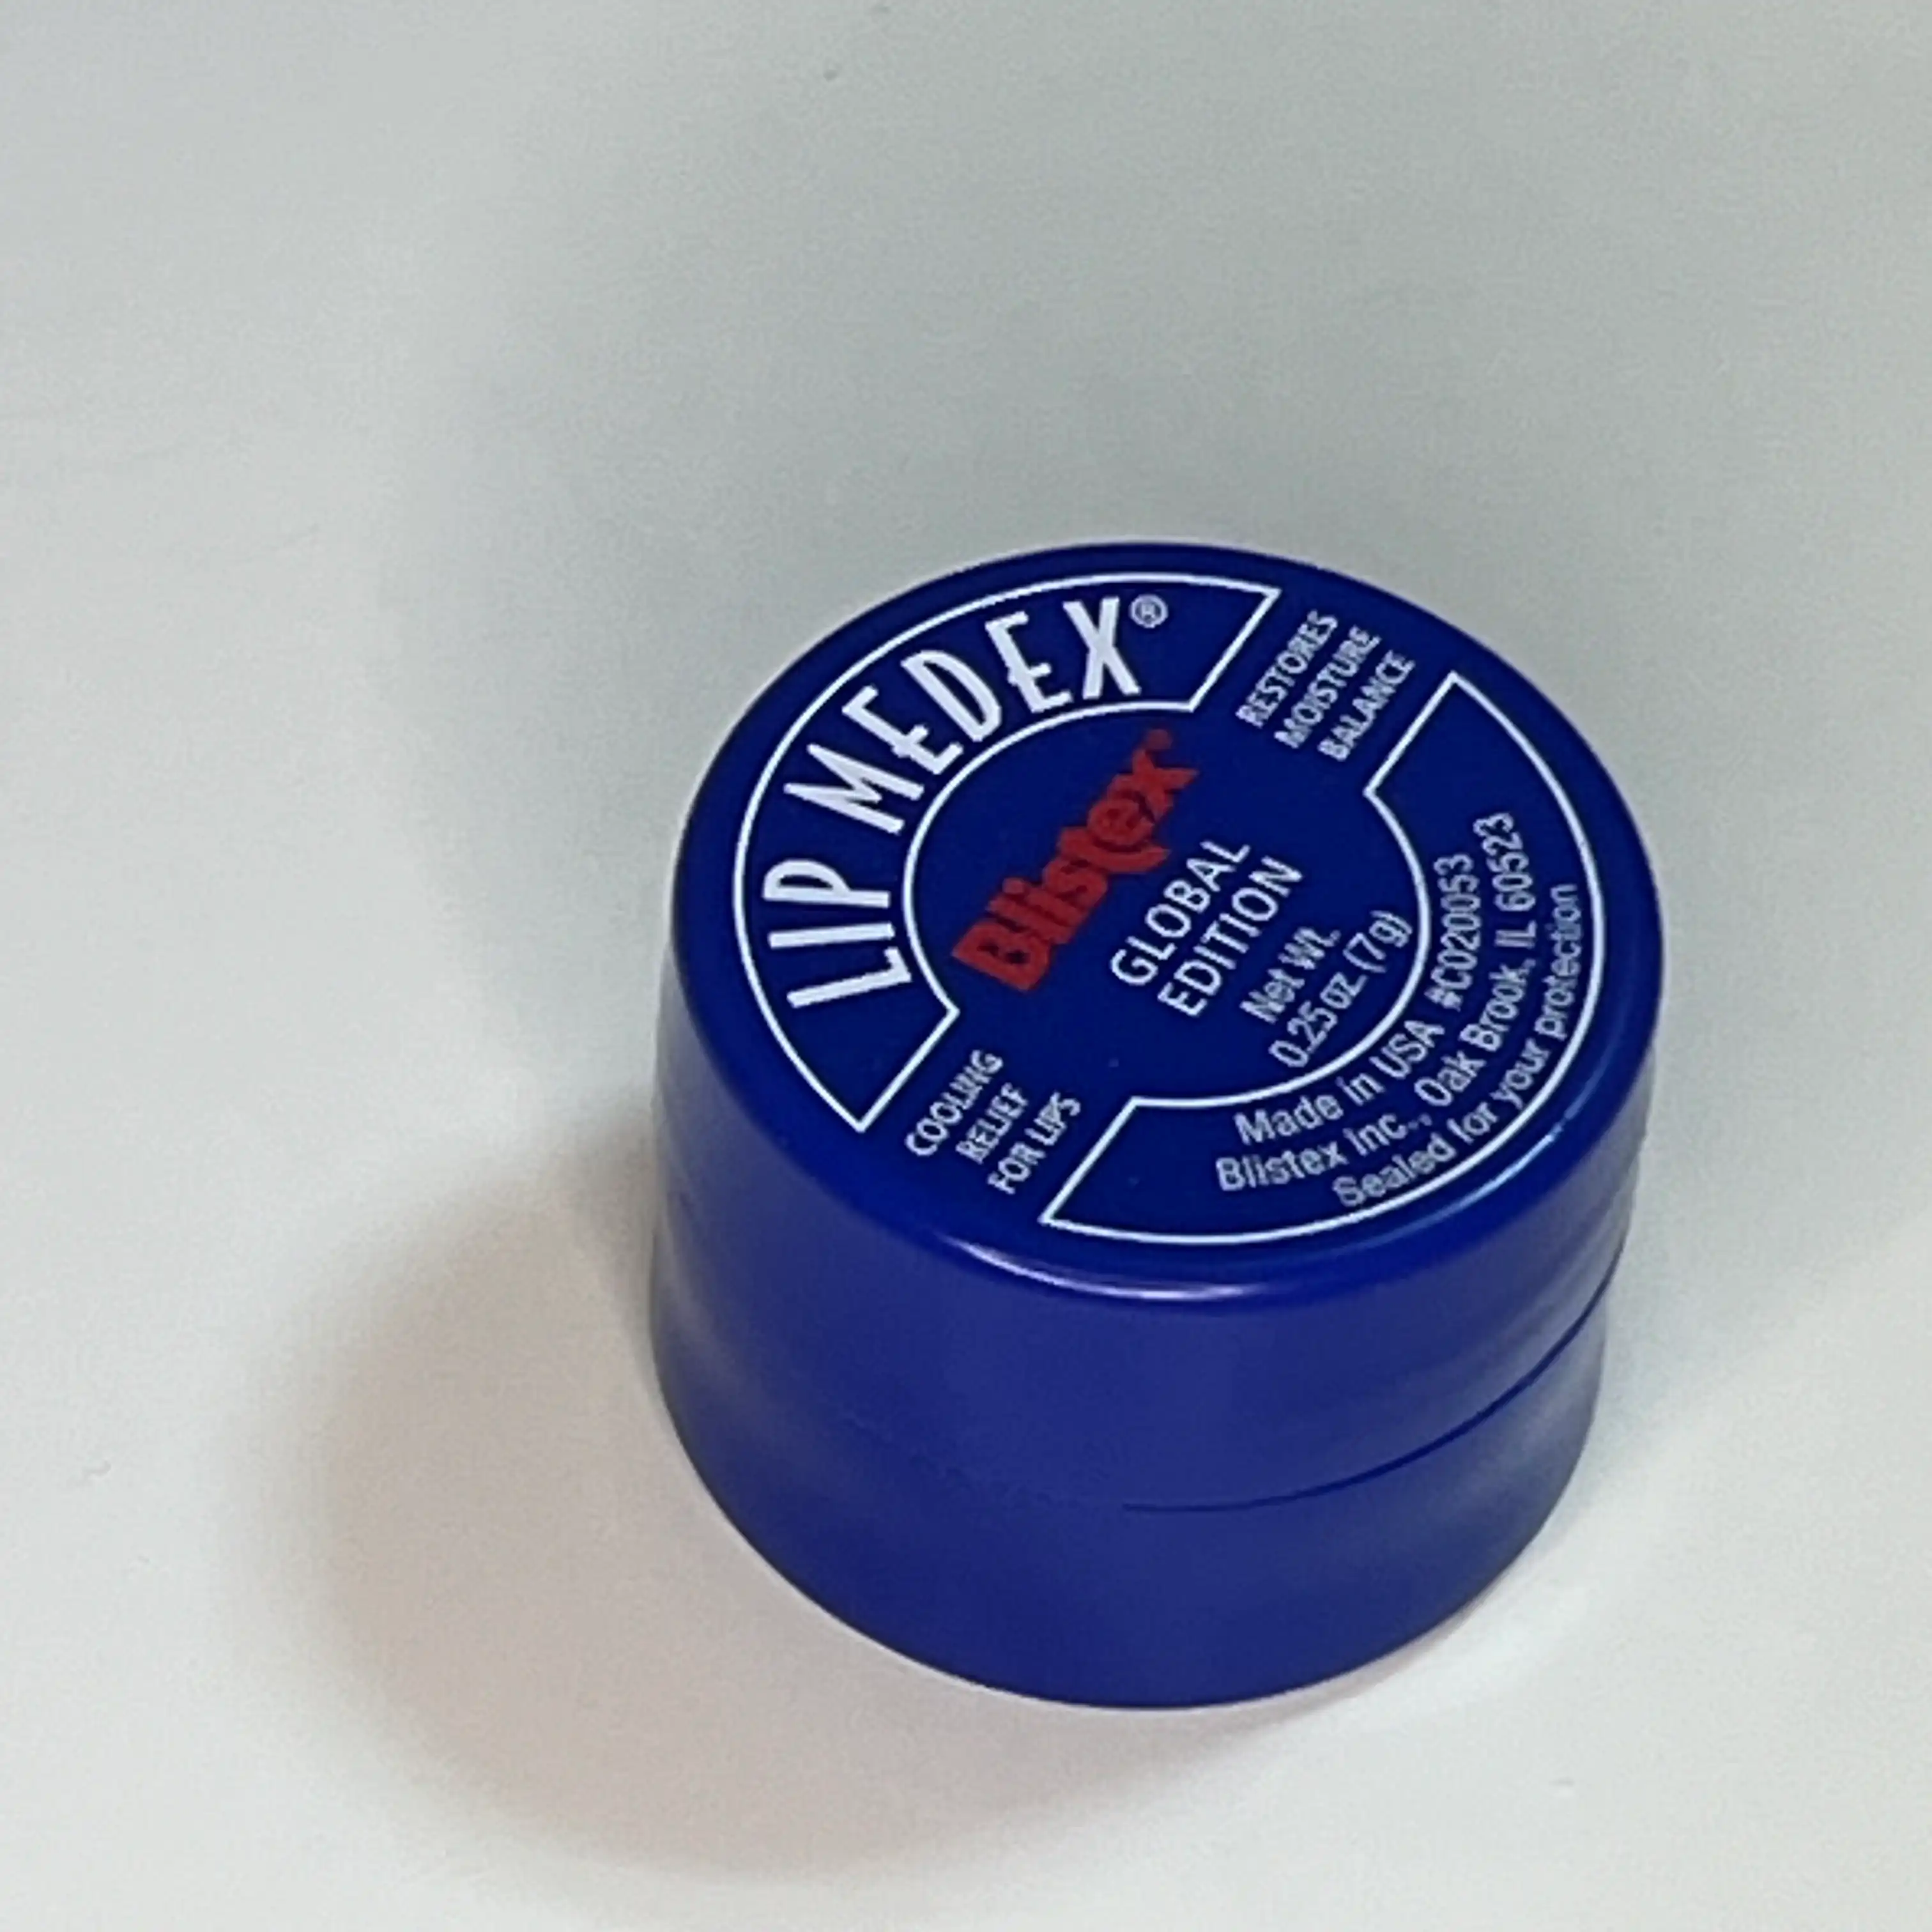 LIP MEDEX®
RESTORES
MOISTURE
BALANCE
Blistex®
GLOBAL
EDITION
Net Wt.
0.25 oz. (7g)
COOLING
RELIEF
FOR LIPS
Made in USA #C020053
Blistex Inc., Oak Brook, IL 60523
Sealed for your protection